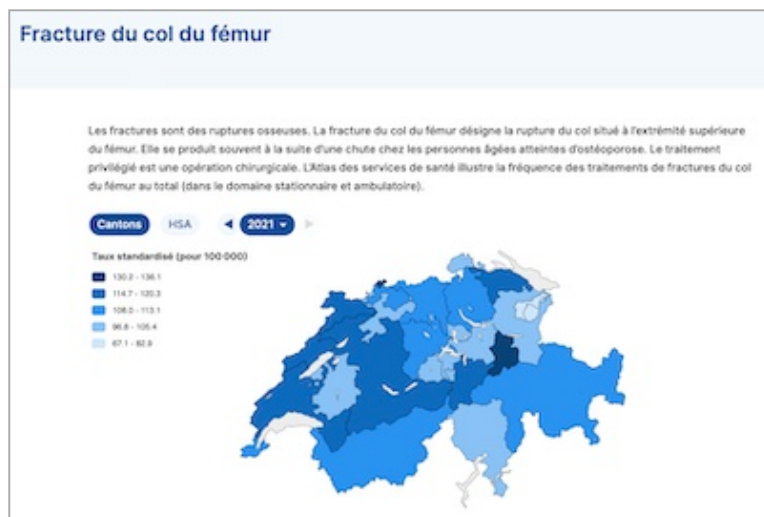 Fracture du col du fémur
Les fractures sont des ruptures osseuses. La fracture du col du fémur désigne la rupture du col situé à l'extrémité supérieure
du fémur. Elle se produit souvent à la suite d'une chute chez les personnes âgées atteintes d'ostéoporose. Le traitement
privilégié est une opération chirurgicale. L'Atlas des services de santé illustre la fréquence des traitements de fractures du col
du fémur au total (dans le domaine stationnaire et ambulatoire).
Cantons HSA 2021
Taux standardisé (pour 100 000)
130.2 - 136.1
114.7 - 120.3
108.0 - 113.1
96.8 - 105.4
67.1 - 82.9